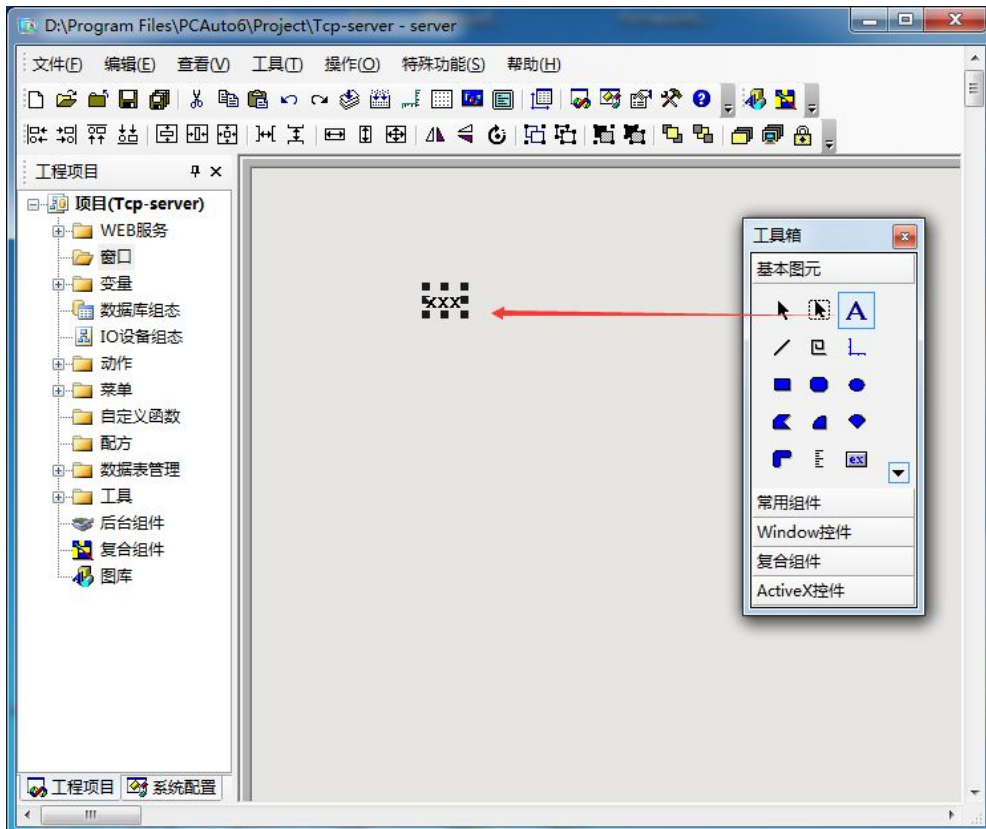 D:\Program Files\PCAuto6\Project\Tcp-server - server
文件(F) 编辑(E) 查看(V) 工具(T) 操作(O) 特殊功能(S) 帮助(H)
工程项目
项目(Tcp-server)
WEB服务
窗口
变量
数据库组态
IO设备组态
动作
菜单
自定义函数
配方
数据表管理
工具
后台组件
复合组件
图库
工程项目 系统配置
xxx
工具箱
基本图元
A
ex
常用组件
Window控件
复合组件
ActiveX控件